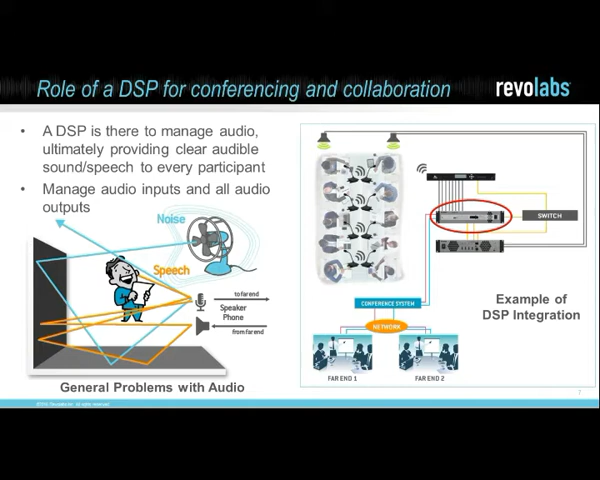 Role of a DSP for conferencing and collaboration
revolabs
• A DSP is there to manage audio,
ultimately providing clear audible
sound/speech to every participant
• Manage audio inputs and all audio
outputs
Noise
Speech
to far end
Speaker
Phone
from far end
General Problems with Audio
SWITCH
CONFERENCE SYSTEM
NETWORK
FAR END 1
FAR END 2
Example of
DSP Integration
7